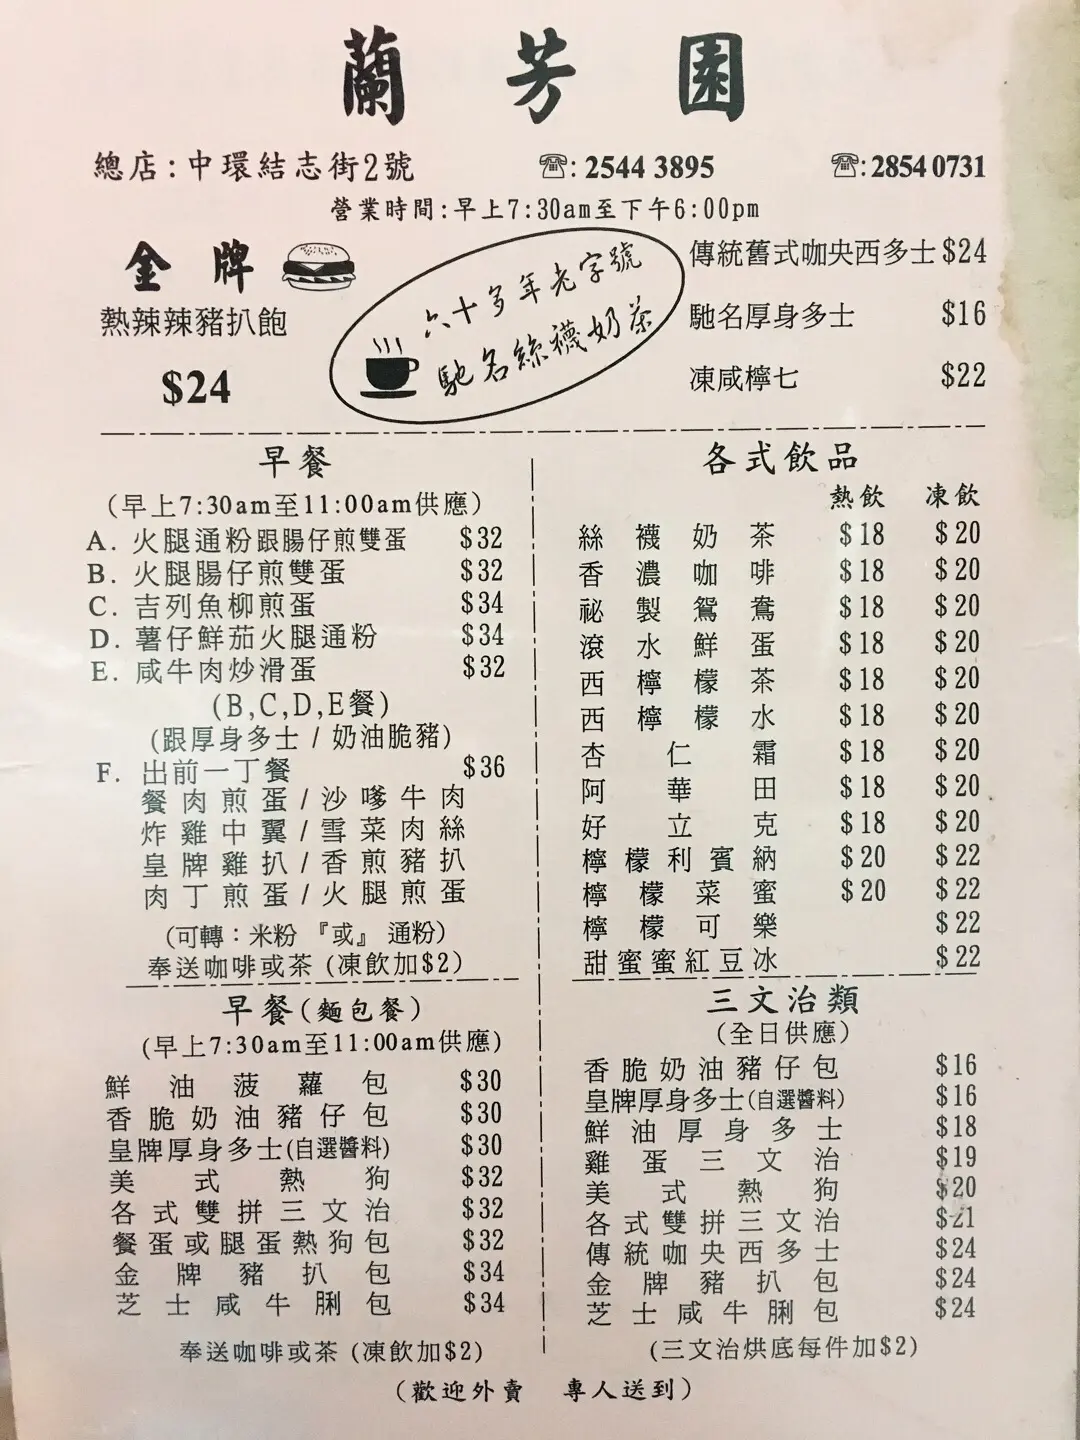 蘭芳園
總店:中環結志街2號 ☎:2544 3895 ☎:2854 0731
營業時間:早上7:30am至下午6:00pm
金牌
熱辣辣豬扒飽
$24
六十多年老字號
馳名絲襪奶茶
傳統舊式咖央西多士 $24
馳名厚身多士 $16
凍咸檸七 $22
早餐
(早上7:30am至11:00am供應)
A. 火腿通粉跟腸仔煎雙蛋 $32
B. 火腿腸仔煎雙蛋 $32
C. 吉列魚柳煎蛋 $34
D. 薯仔鮮茄火腿通粉 $34
E. 咸牛肉炒滑蛋 $32
(B,C,D,E餐)
(跟厚身多士 / 奶油脆豬)
F. 出前一丁餐 $36
餐肉煎蛋/沙嗲牛肉
炸雞中翼/雪菜肉絲
皇牌雞扒/香煎豬扒
肉丁煎蛋/火腿煎蛋
(可轉:米粉『或』通粉)
奉送咖啡或茶 (凍飲加$2)
早餐(麵包餐)
(早上7:30am至11:00am供應)
鮮油菠蘿包 $30
香脆奶油豬仔包 $30
皇牌厚身多士(自選醬料) $30
美式熱狗 $32
各式雙拼三文治 $32
餐蛋或腿蛋熱狗包 $32
金牌豬扒包 $34
芝士咸牛脷包 $34
奉送咖啡或茶 (凍飲加$2)
各式飲品
熱飲 凍飲
絲襪奶茶 $18 $20
香濃咖啡 $18 $20
祕製鴛鴦 $18 $20
滾水鮮蛋 $18 $20
西檸檬茶 $18 $20
西檸檬水 $18 $20
杏仁霜 $18 $20
阿華田 $18 $20
好立克 $18 $20
檸檬利賓納 $20 $22
檸檬菜蜜 $20 $22
檸檬可樂 $22
甜蜜蜜紅豆冰 $22
三文治類
(全日供應)
香脆奶油豬仔包 $16
皇牌厚身多士(自選醬料) $16
鮮油厚身多士 $18
雞蛋三文治 $19
美式熱狗 $20
各式雙拼三文治 $21
傳統咖央西多士 $24
金牌豬扒包 $24
芝士咸牛脷包 $24
(三文治烘底每件加$2)
(歡迎外賣 專人送到)